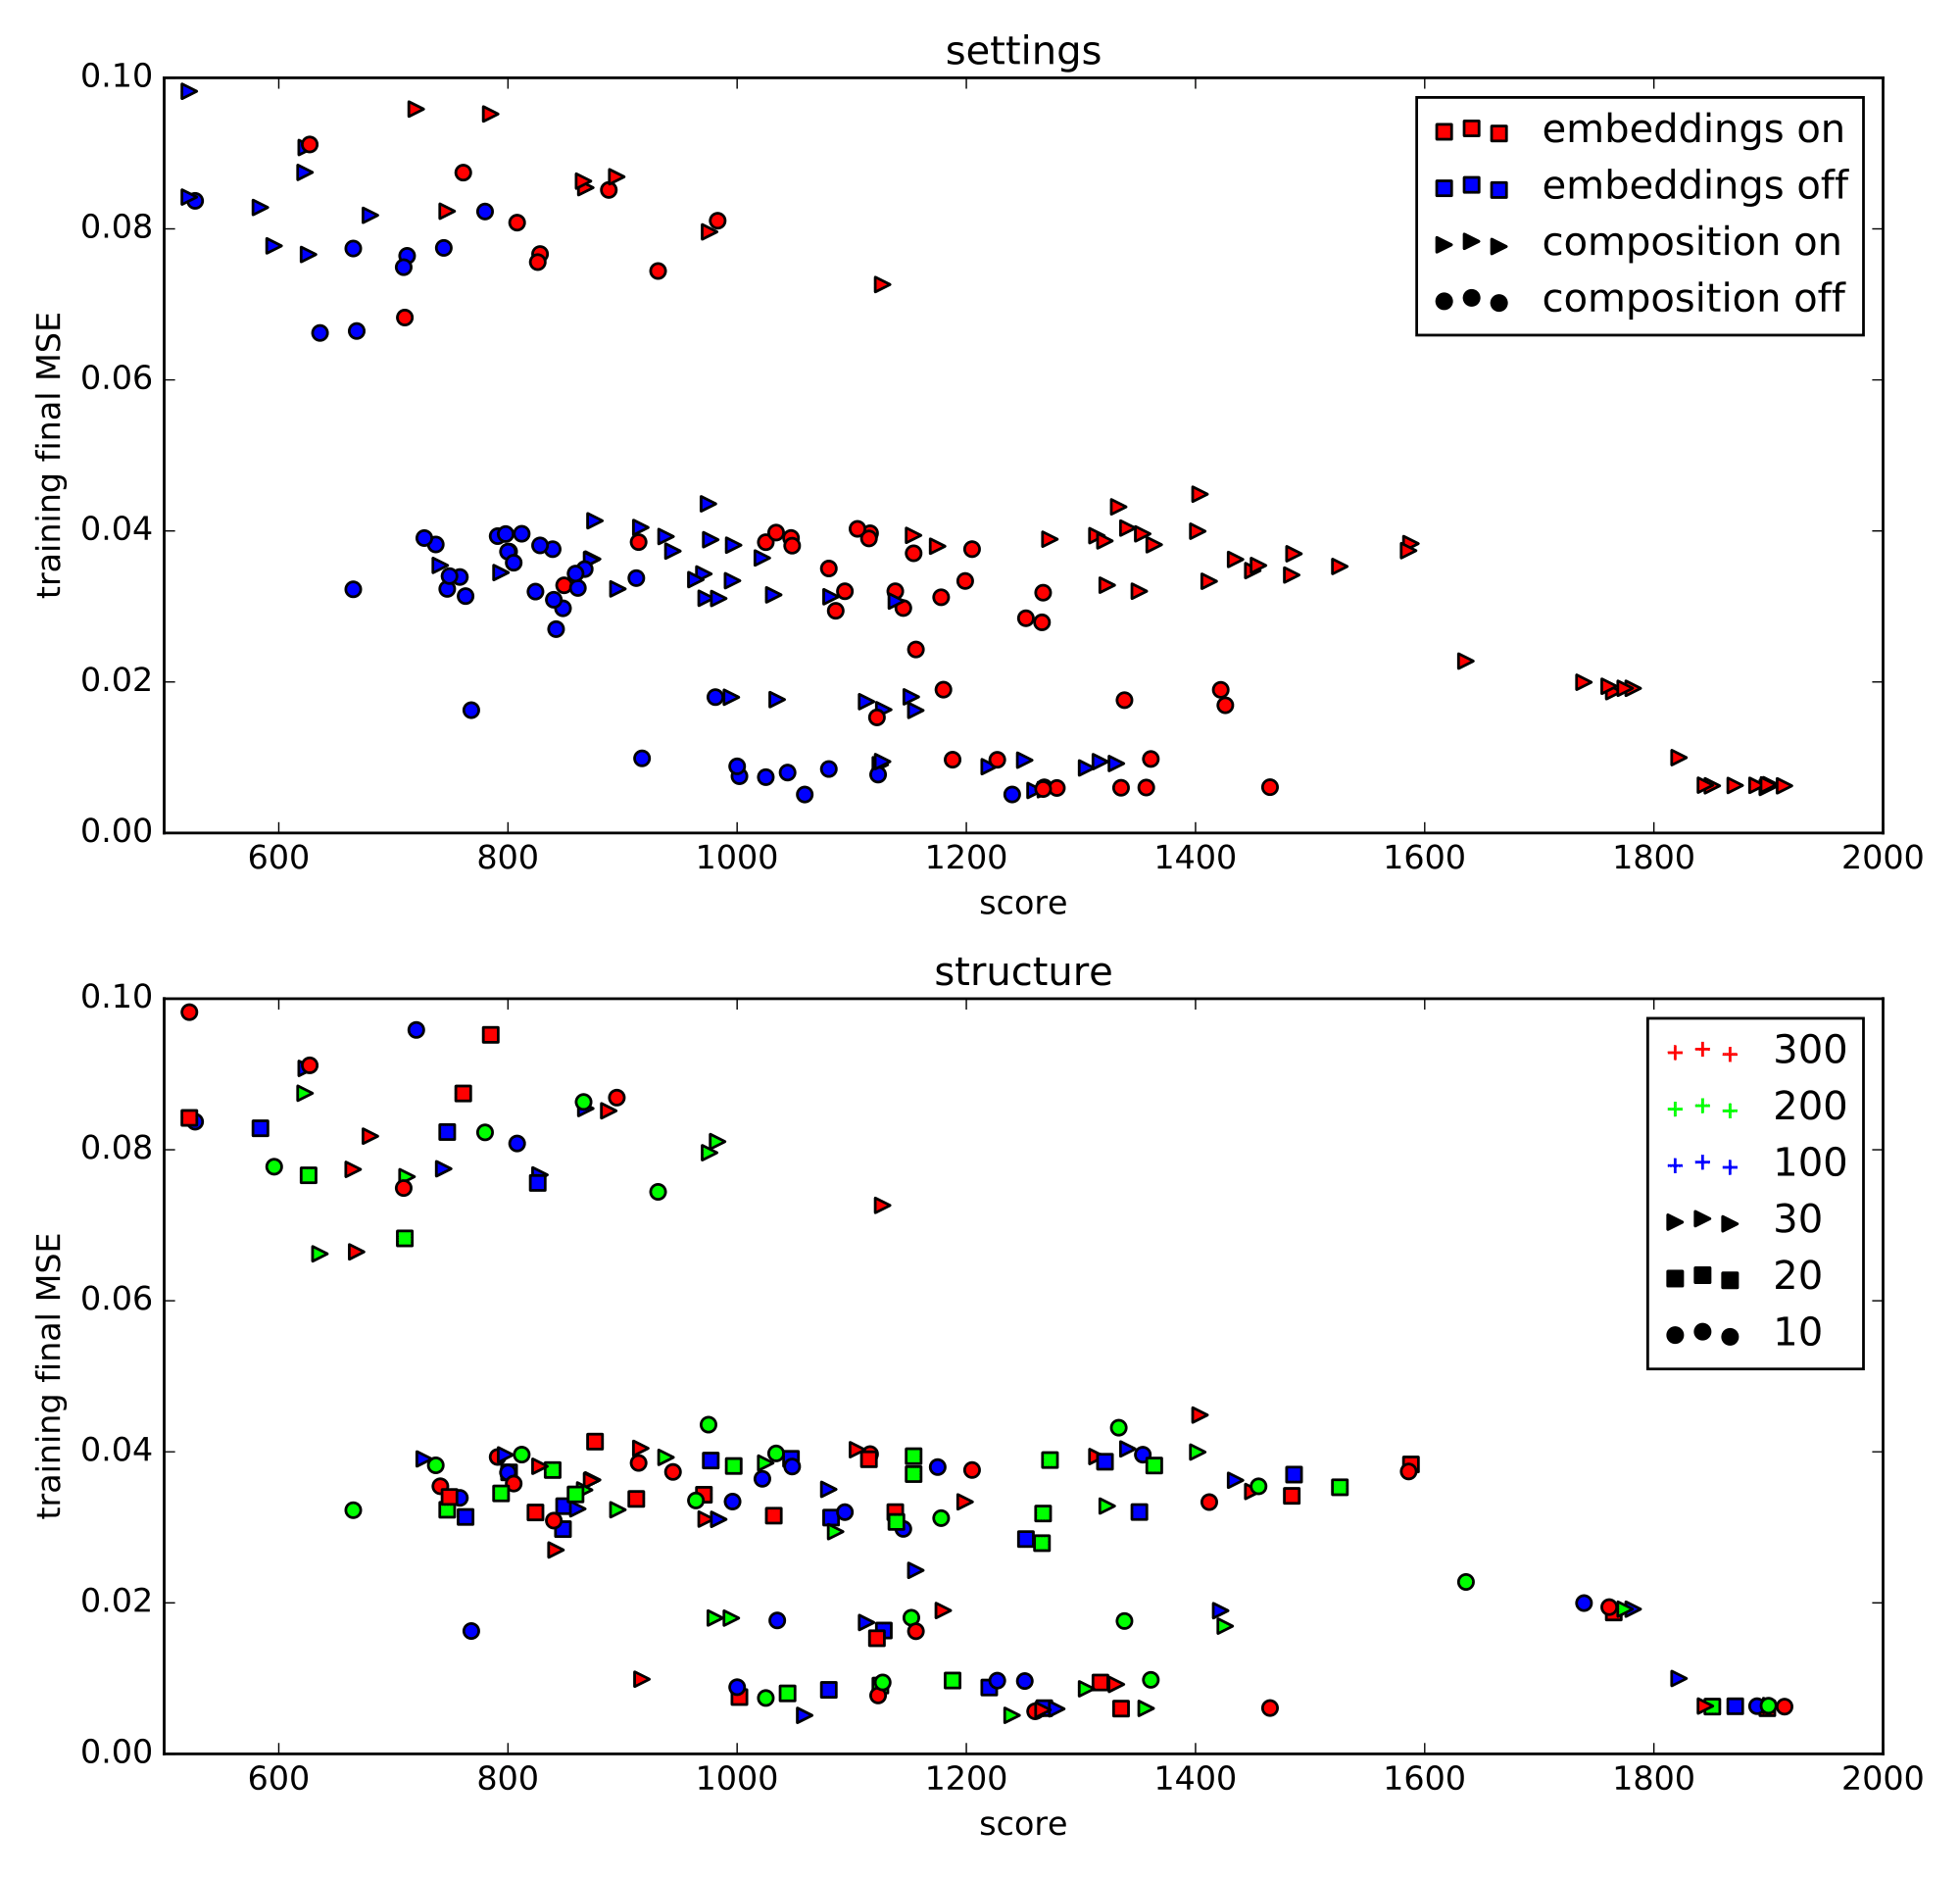 settings
0.10
0.08
0.06
0.04
0.02
0.00
training final MSE
embeddings on
embeddings off
composition on
composition off
600 800 1000 1200 1400 1600 1800 2000
score
structure
0.10
0.08
0.06
0.04
0.02
0.00
training final MSE
300
200
100
30
20
10
600 800 1000 1200 1400 1600 1800 2000
score